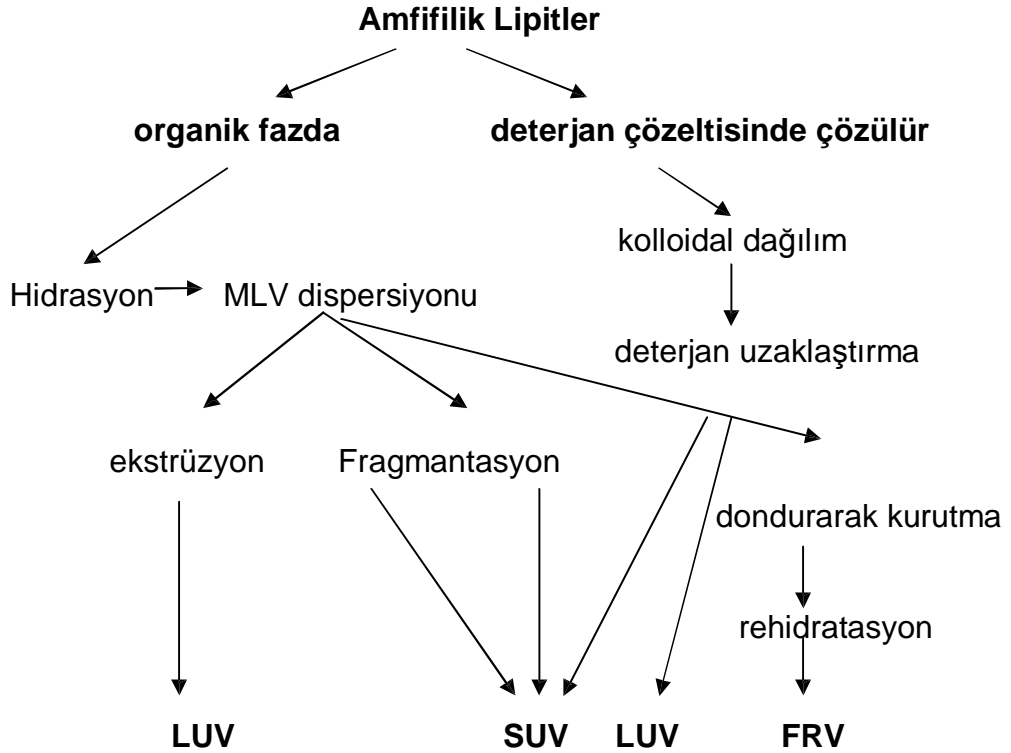 Amfifilik Lipitler
organik fazda
deterjan çözeltisinde çözülür
kolloidal dağılım
Hidrasyon
MLV dispersiyonu
deterjan uzaklaştırma
ekstrüzyon
Fragmantasyon
dondurarak kurutma
rehidratasyon
LUV
SUV
LUV
FRV